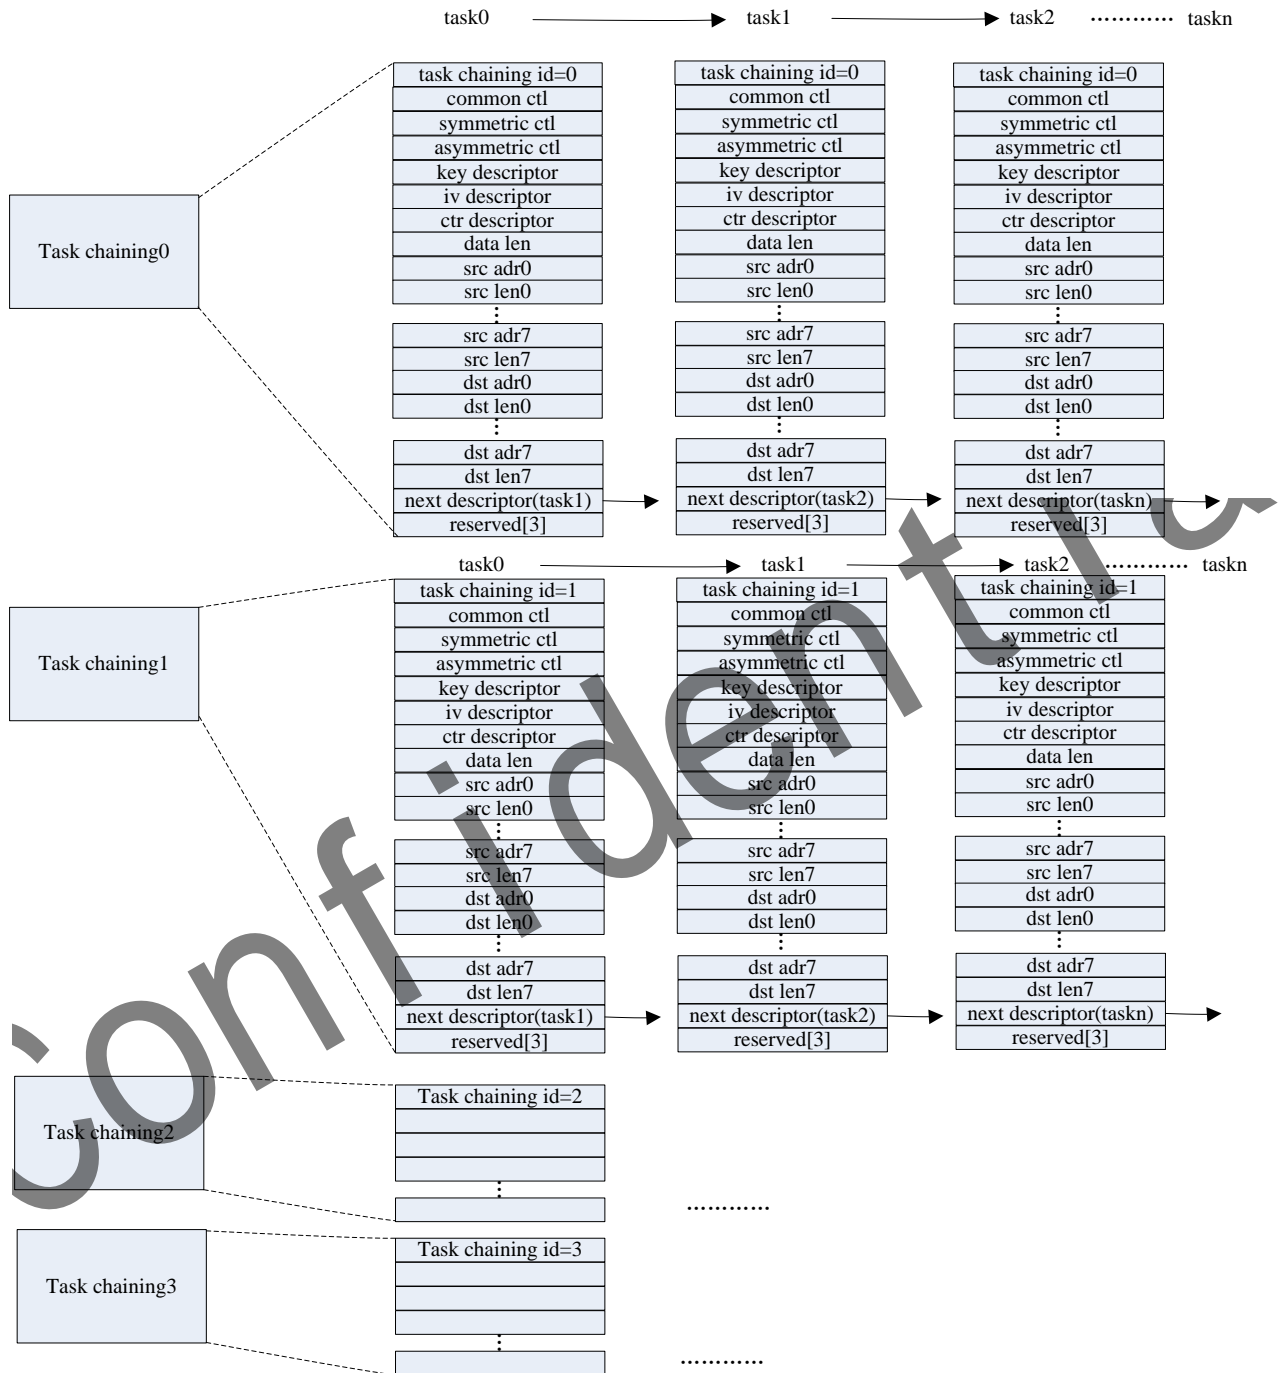 task0 task1 task2 ............ taskn
Task chaining0
task chaining id=0
common ctl
symmetric ctl
asymmetric ctl
key descriptor
iv descriptor
ctr descriptor
data len
src adr0
src len0
src adr7
src len7
dst adr0
dst len0
dst adr7
dst len7
next descriptor(task1)
reserved[3]
task chaining id=0
common ctl
symmetric ctl
asymmetric ctl
key descriptor
iv descriptor
ctr descriptor
data len
src adr0
src len0
src adr7
src len7
dst adr0
dst len0
dst adr7
dst len7
next descriptor(task2)
reserved[3]
task chaining id=0
common ctl
symmetric ctl
asymmetric ctl
key descriptor
iv descriptor
ctr descriptor
data len
src adr0
src len0
src adr7
src len7
dst adr0
dst len0
dst adr7
dst len7
next descriptor(taskn)
reserved[3]
task0 task1 task2 ............ taskn
Task chaining1
task chaining id=1
common ctl
symmetric ctl
asymmetric ctl
key descriptor
iv descriptor
ctr descriptor
data len
src adr0
src len0
src adr7
src len7
dst adr0
dst len0
dst adr7
dst len7
next descriptor(task1)
reserved[3]
task chaining id=1
common ctl
symmetric ctl
asymmetric ctl
key descriptor
iv descriptor
ctr descriptor
data len
src adr0
src len0
src adr7
src len7
dst adr0
dst len0
dst adr7
dst len7
next descriptor(task2)
reserved[3]
task chaining id=1
common ctl
symmetric ctl
asymmetric ctl
key descriptor
iv descriptor
ctr descriptor
data len
src adr0
src len0
src adr7
src len7
dst adr0
dst len0
dst adr7
dst len7
next descriptor(taskn)
reserved[3]
Task chaining2
Task chaining id=2
............
Task chaining3
Task chaining id=3
............
Confidentia